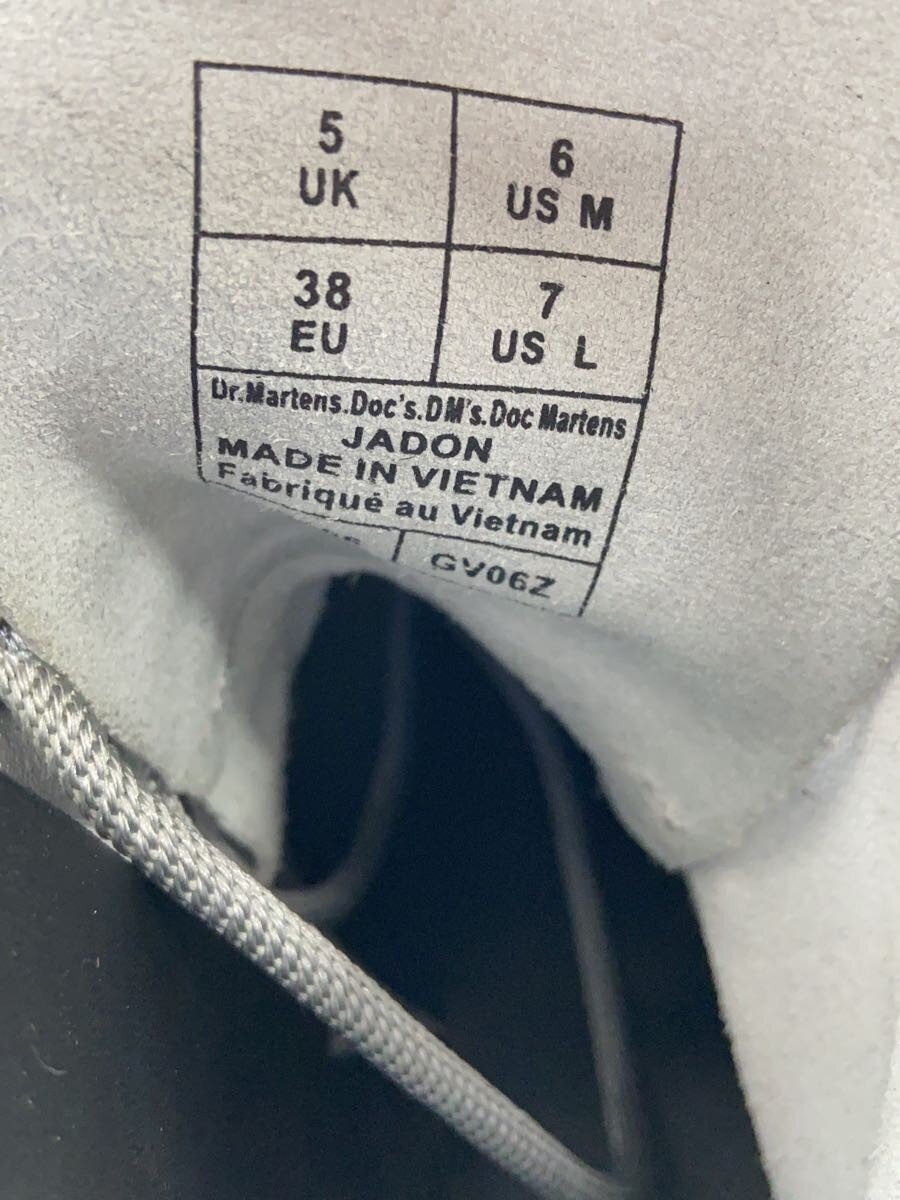 5
UK
6
US M
38
EU
7
US L
Dr.Martens.Doc's.DM's.Doc Martens
JADON
MADE IN VIETNAM
Fabriqué au Vietnam
GV06Z